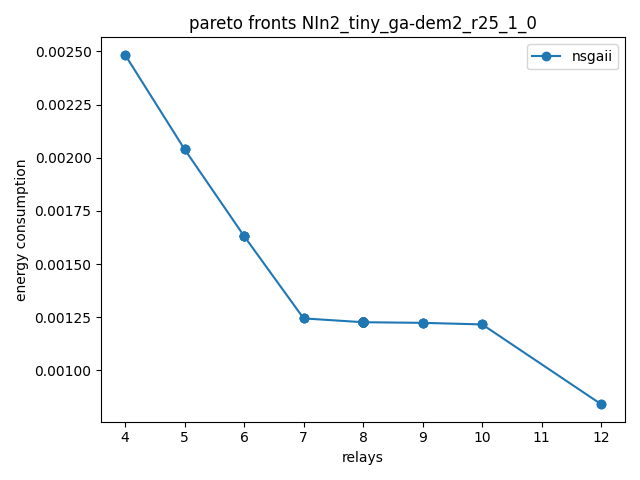 pareto fronts NIn2_tiny_ga-dem2_r25_1_0
nsgaii
energy consumption
0.00250
0.00225
0.00200
0.00175
0.00150
0.00125
0.00100
4 5 6 7 8 9 10 11 12
relays